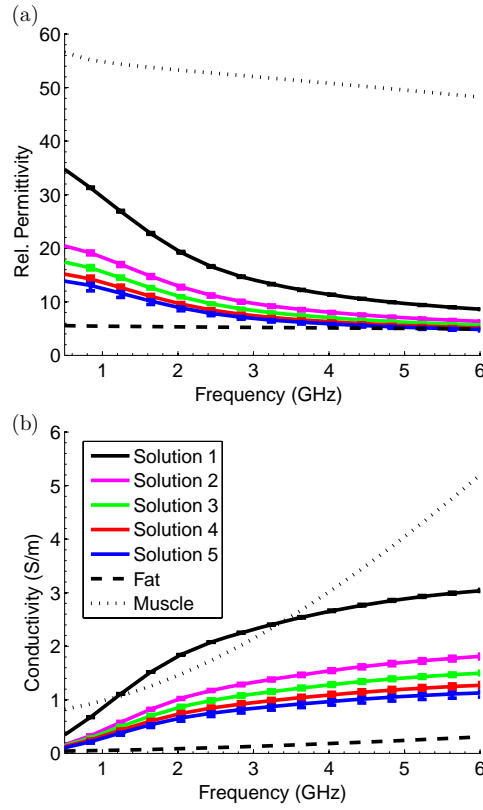 (a)
60
50
40
30
20
10
0
Rel. Permittivity
1 2 3 4 5 6
Frequency (GHz)
(b)
6
5
4
3
2
1
0
Conductivity (S/m)
Solution 1
Solution 2
Solution 3
Solution 4
Solution 5
Fat
Muscle
1 2 3 4 5 6
Frequency (GHz)